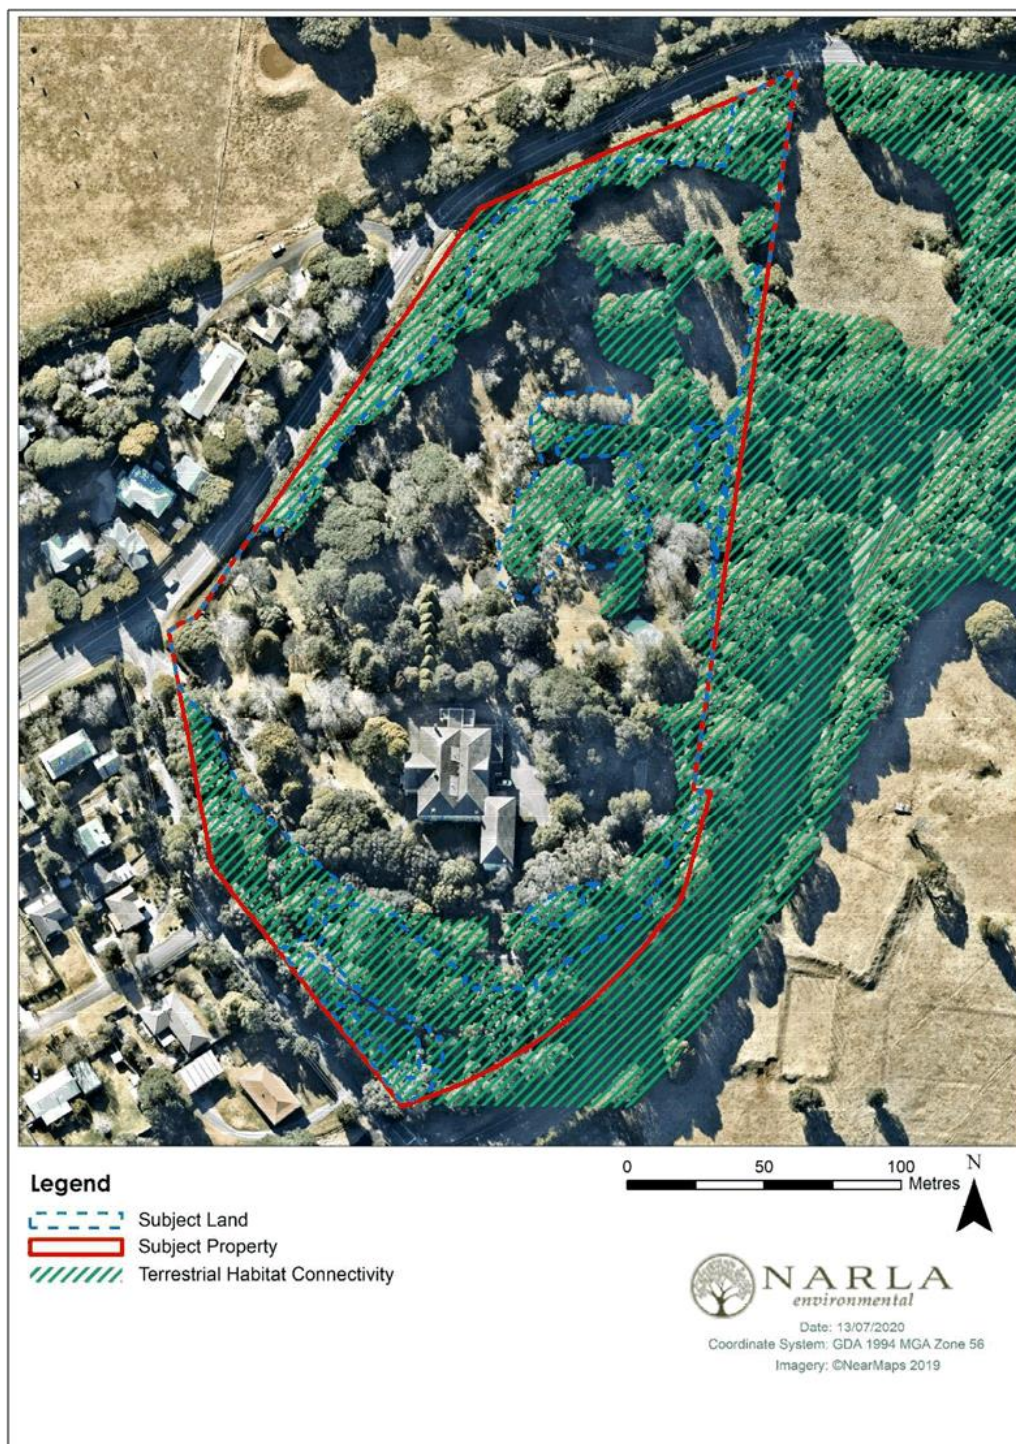 Legend
Subject Land
Subject Property
Terrestrial Habitat Connectivity
0 50 100
Metres
N
NARLA
environmental
Date: 13/07/2020
Coordinate System: GDA 1994 MGA Zone 56
Imagery: ©NearMaps 2019